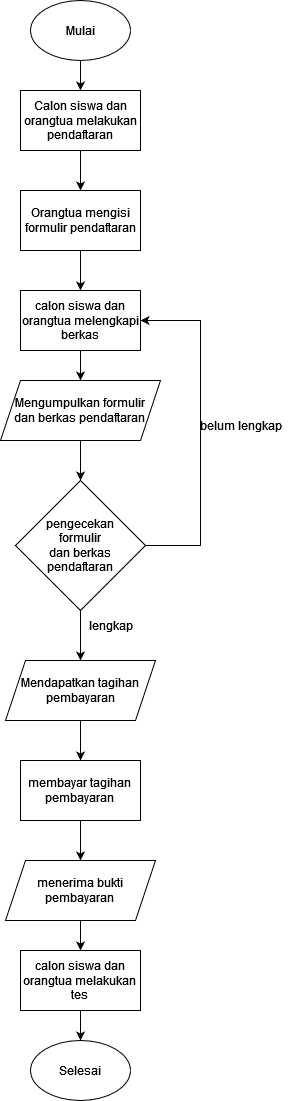 Mulai
Calon siswa dan
orangtua melakukan
pendaftaran
Orangtua mengisi
formulir pendaftaran
calon siswa dan
orangtua melengkapi
berkas
Mengumpulkan formulir
dan berkas pendaftaran
belum lengkap
pengecekan
formulir
dan berkas
pendaftaran
lengkap
Mendapatkan tagihan
pembayaran
membayar tagihan
pembayaran
menerima bukti
pembayaran
calon siswa dan
orangtua melakukan
tes
Selesai